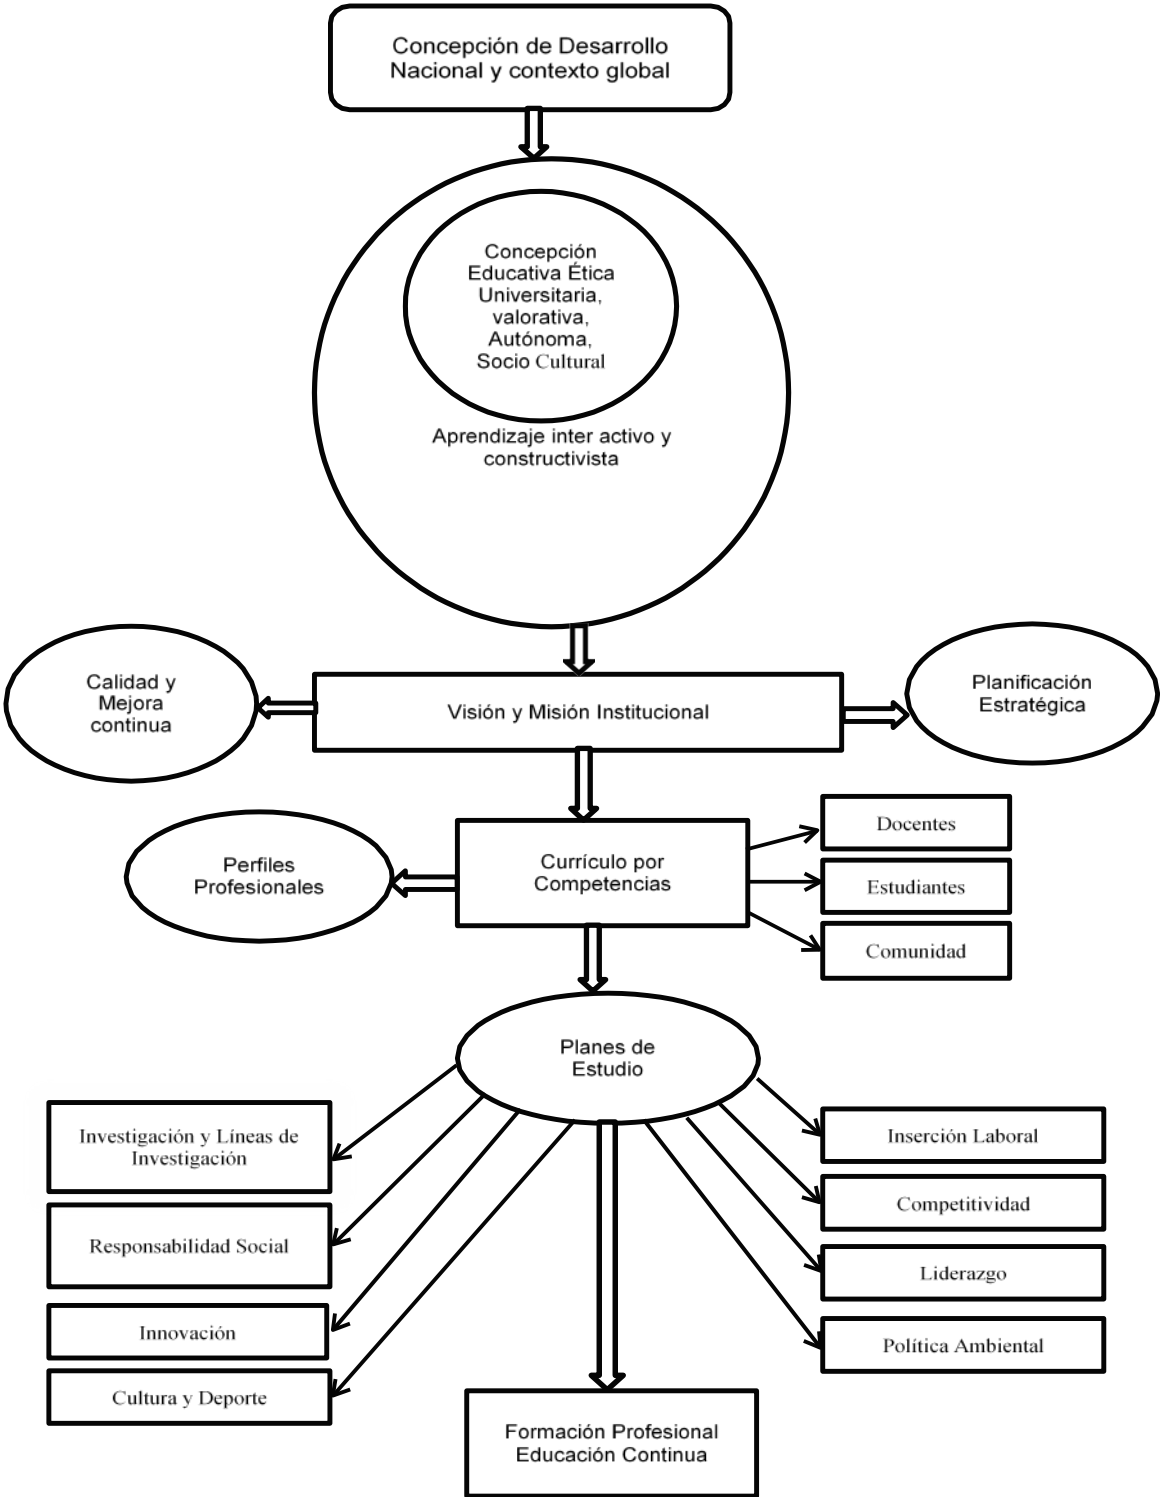 Concepción de Desarrollo
Nacional y contexto global
Concepción
Educativa Ética
Universitaria,
valorativa,
Autónoma,
Socio Cultural
Aprendizaje inter activo y
constructivista
Calidad y
Mejora
continua
Visión y Misión Institucional
Planificación
Estratégica
Perfiles
Profesionales
Currículo por
Competencias
Docentes
Estudiantes
Comunidad
Planes de
Estudio
Investigación y Líneas de
Investigación
Responsabilidad Social
Innovación
Cultura y Deporte
Inserción Laboral
Competitividad
Liderazgo
Política Ambiental
Formación Profesional
Educación Continua